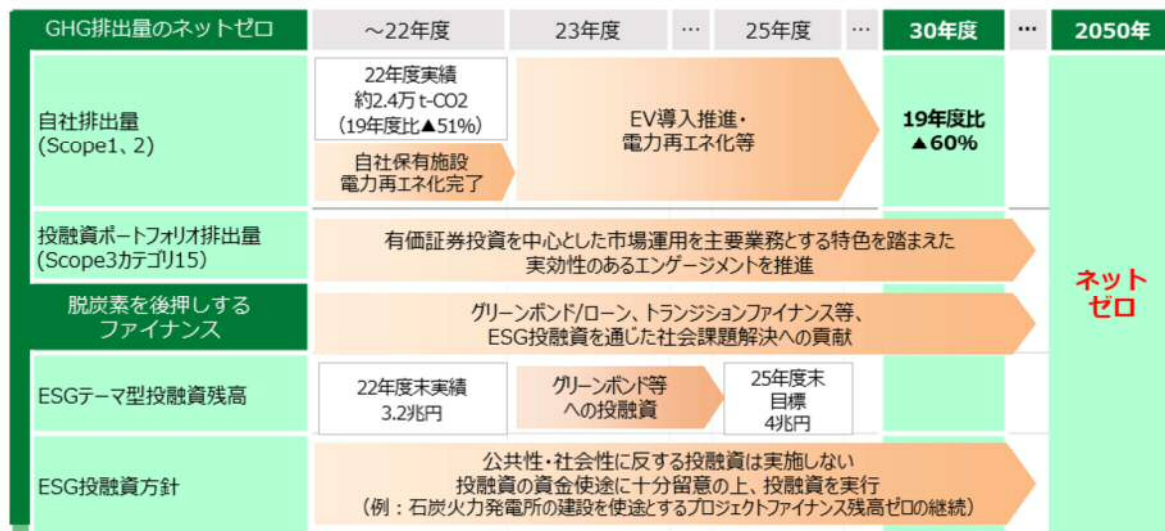 GHG排出量のネットゼロ
～22年度
23年度
…
25年度
…
30年度
…
2050年
自社排出量
(Scope1、2)
22年度実績
約2.4万t-CO2
(19年度比▲51%)
自社保有施設
電力再エネ化完了
EV導入推進・
電力再エネ化等
19年度比
▲60%
投融資ポートフォリオ排出量
(Scope3カテゴリ15)
有価証券投資を中心とした市場運用を主要業務とする特色を踏まえた
実効性のあるエンゲージメントを推進
ネット
ゼロ
脱炭素を後押しする
ファイナンス
グリーンボンド/ローン、トランジションファイナンス等、
ESG投融資を通じた社会課題解決への貢献
ESGテーマ型投融資残高
22年度末実績
3.2兆円
グリーンボンド等
への投融資
25年度末
目標
4兆円
ESG投融資方針
公共性・社会性に反する投融資は実施しない
投融資の資金使途に十分留意の上、投融資を実行
(例：石炭火力発電所の建設を使途とするプロジェクトファイナンス残高ゼロの継続)